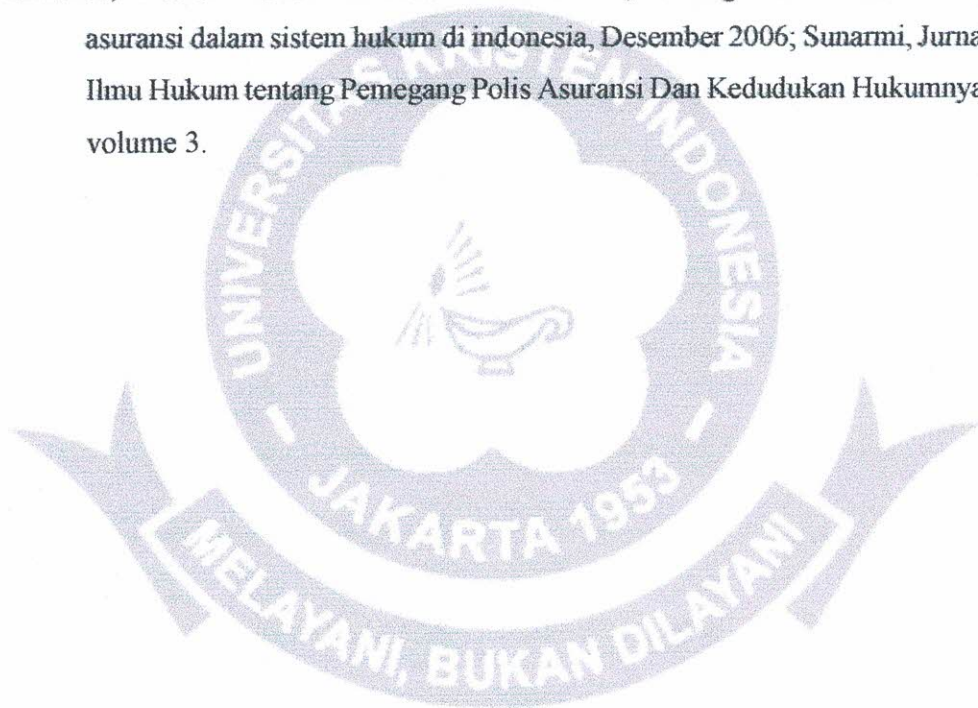 asuransi dalam sistem hukum di indonesia, Desember 2006; Sunarmi, Jurna
Ilmu Hukum tentang Pemegang Polis Asuransi Dan Kedudukan Hukumnya
volume 3.
UNIVERSITAS KRISTEN INDONESIA
JAKARTA 1953
MELAYANI, BUKAN DILAYANI